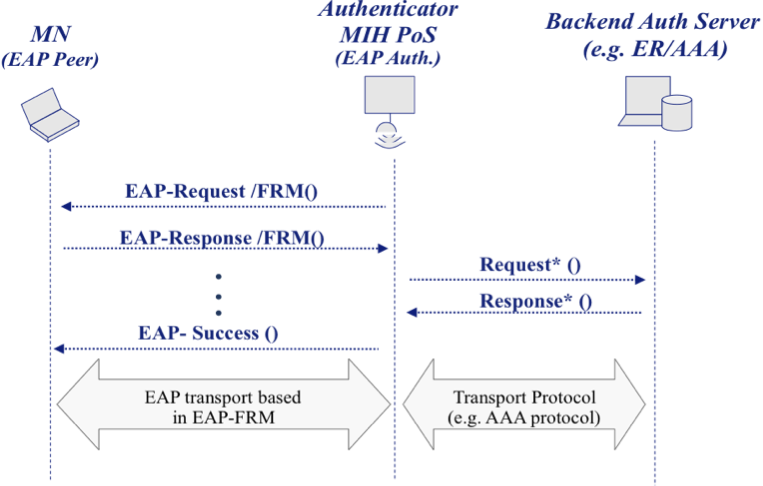 MN
(EAP Peer)
Authenticator
MIH PoS
(EAP Auth.)
Backend Auth Server
(e.g. ER/AAA)
EAP-Request /FRM()
EAP-Response /FRM()
Request* ()
Response* ()
EAP- Success ()
EAP transport based
in EAP-FRM
Transport Protocol
(e.g. AAA protocol)